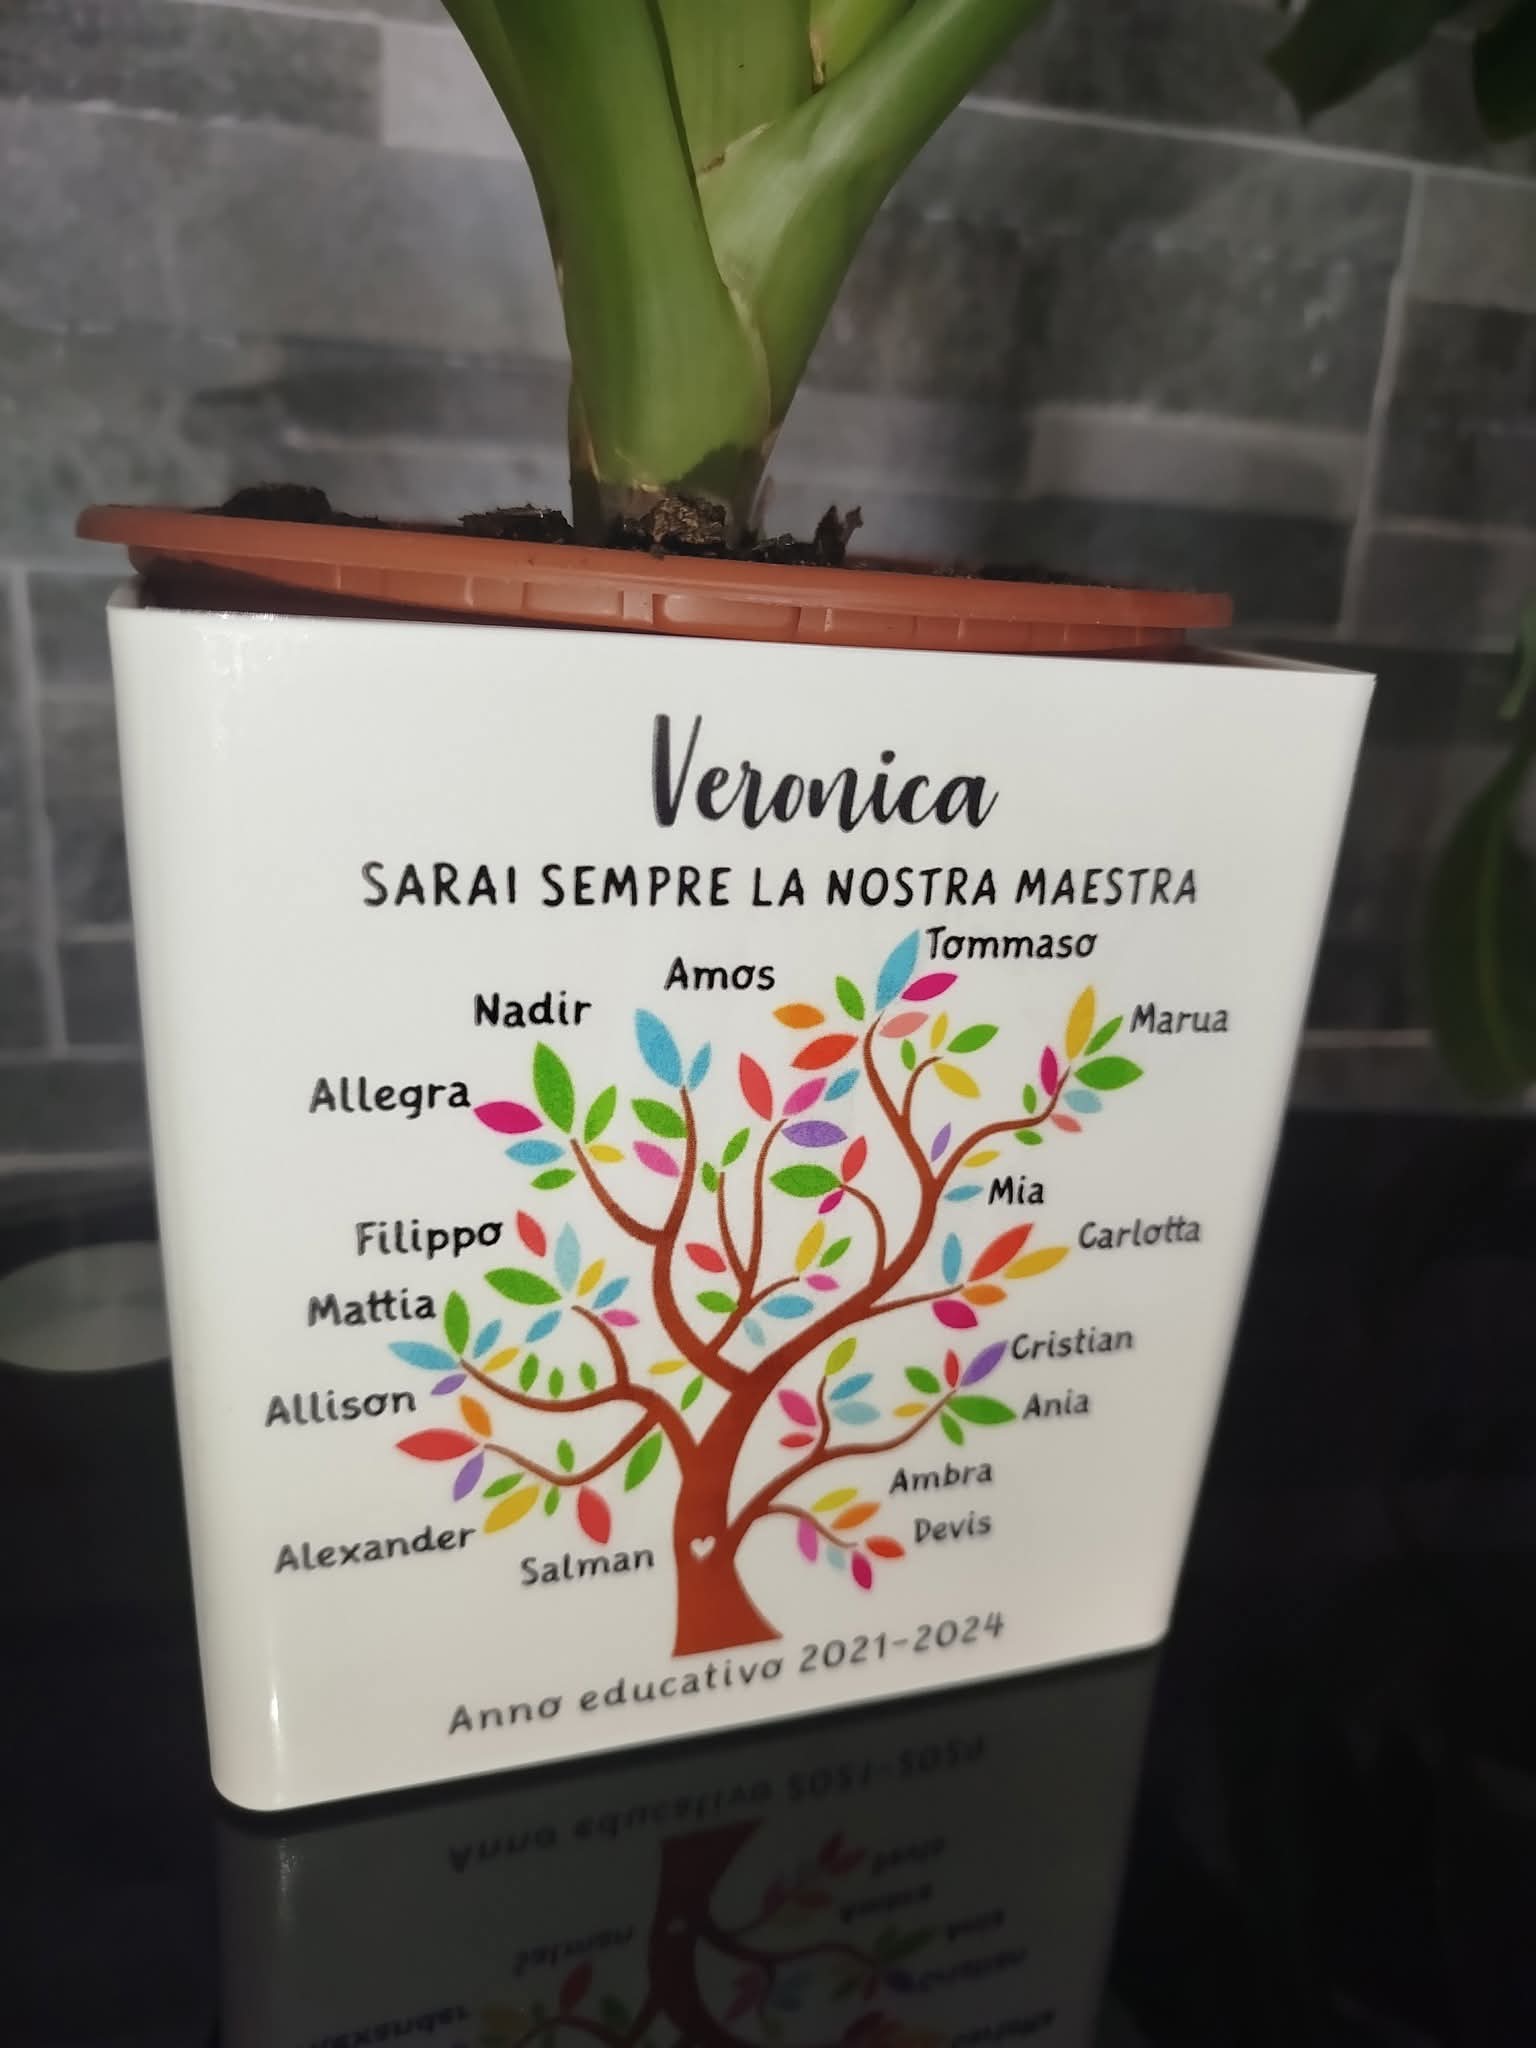 Veronica
SARAI SEMPRE LA NOSTRA MAESTRA
Tommaso
Amos
Nadir
Marua
Allegra
Mia
Filippo
Carlotta
Mattia
Cristian
Allison
Ania
Ambra
Alexander
Devis
Salman
Anno educativo 2021-2024